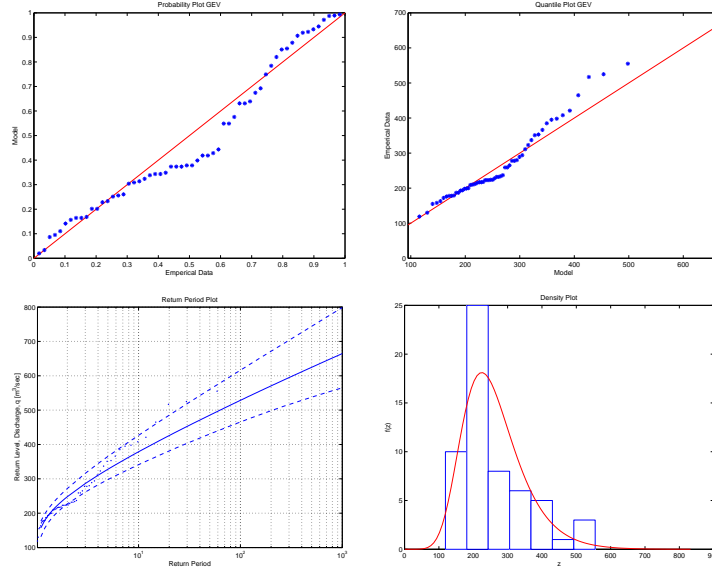 Probability Plot GEV
1
0.9
0.8
0.7
0.6
0.5
0.4
0.3
0.2
0.1
0
Model
0 0.1 0.2 0.3 0.4 0.5 0.6 0.7 0.8 0.9 1
Emperical Data
Quantile Plot GEV
700
600
500
400
300
200
100
0
Emperical Data
100 200 300 400 500 600
Model
Return Period Plot
800
700
600
500
400
300
200
100
Return Level, Discharge, q [m³/sec]
10¹ 10² 10³
Return Period
Density Plot
25
20
15
10
5
0
f(z)
0 100 200 300 400 500 600 700 800 900
z